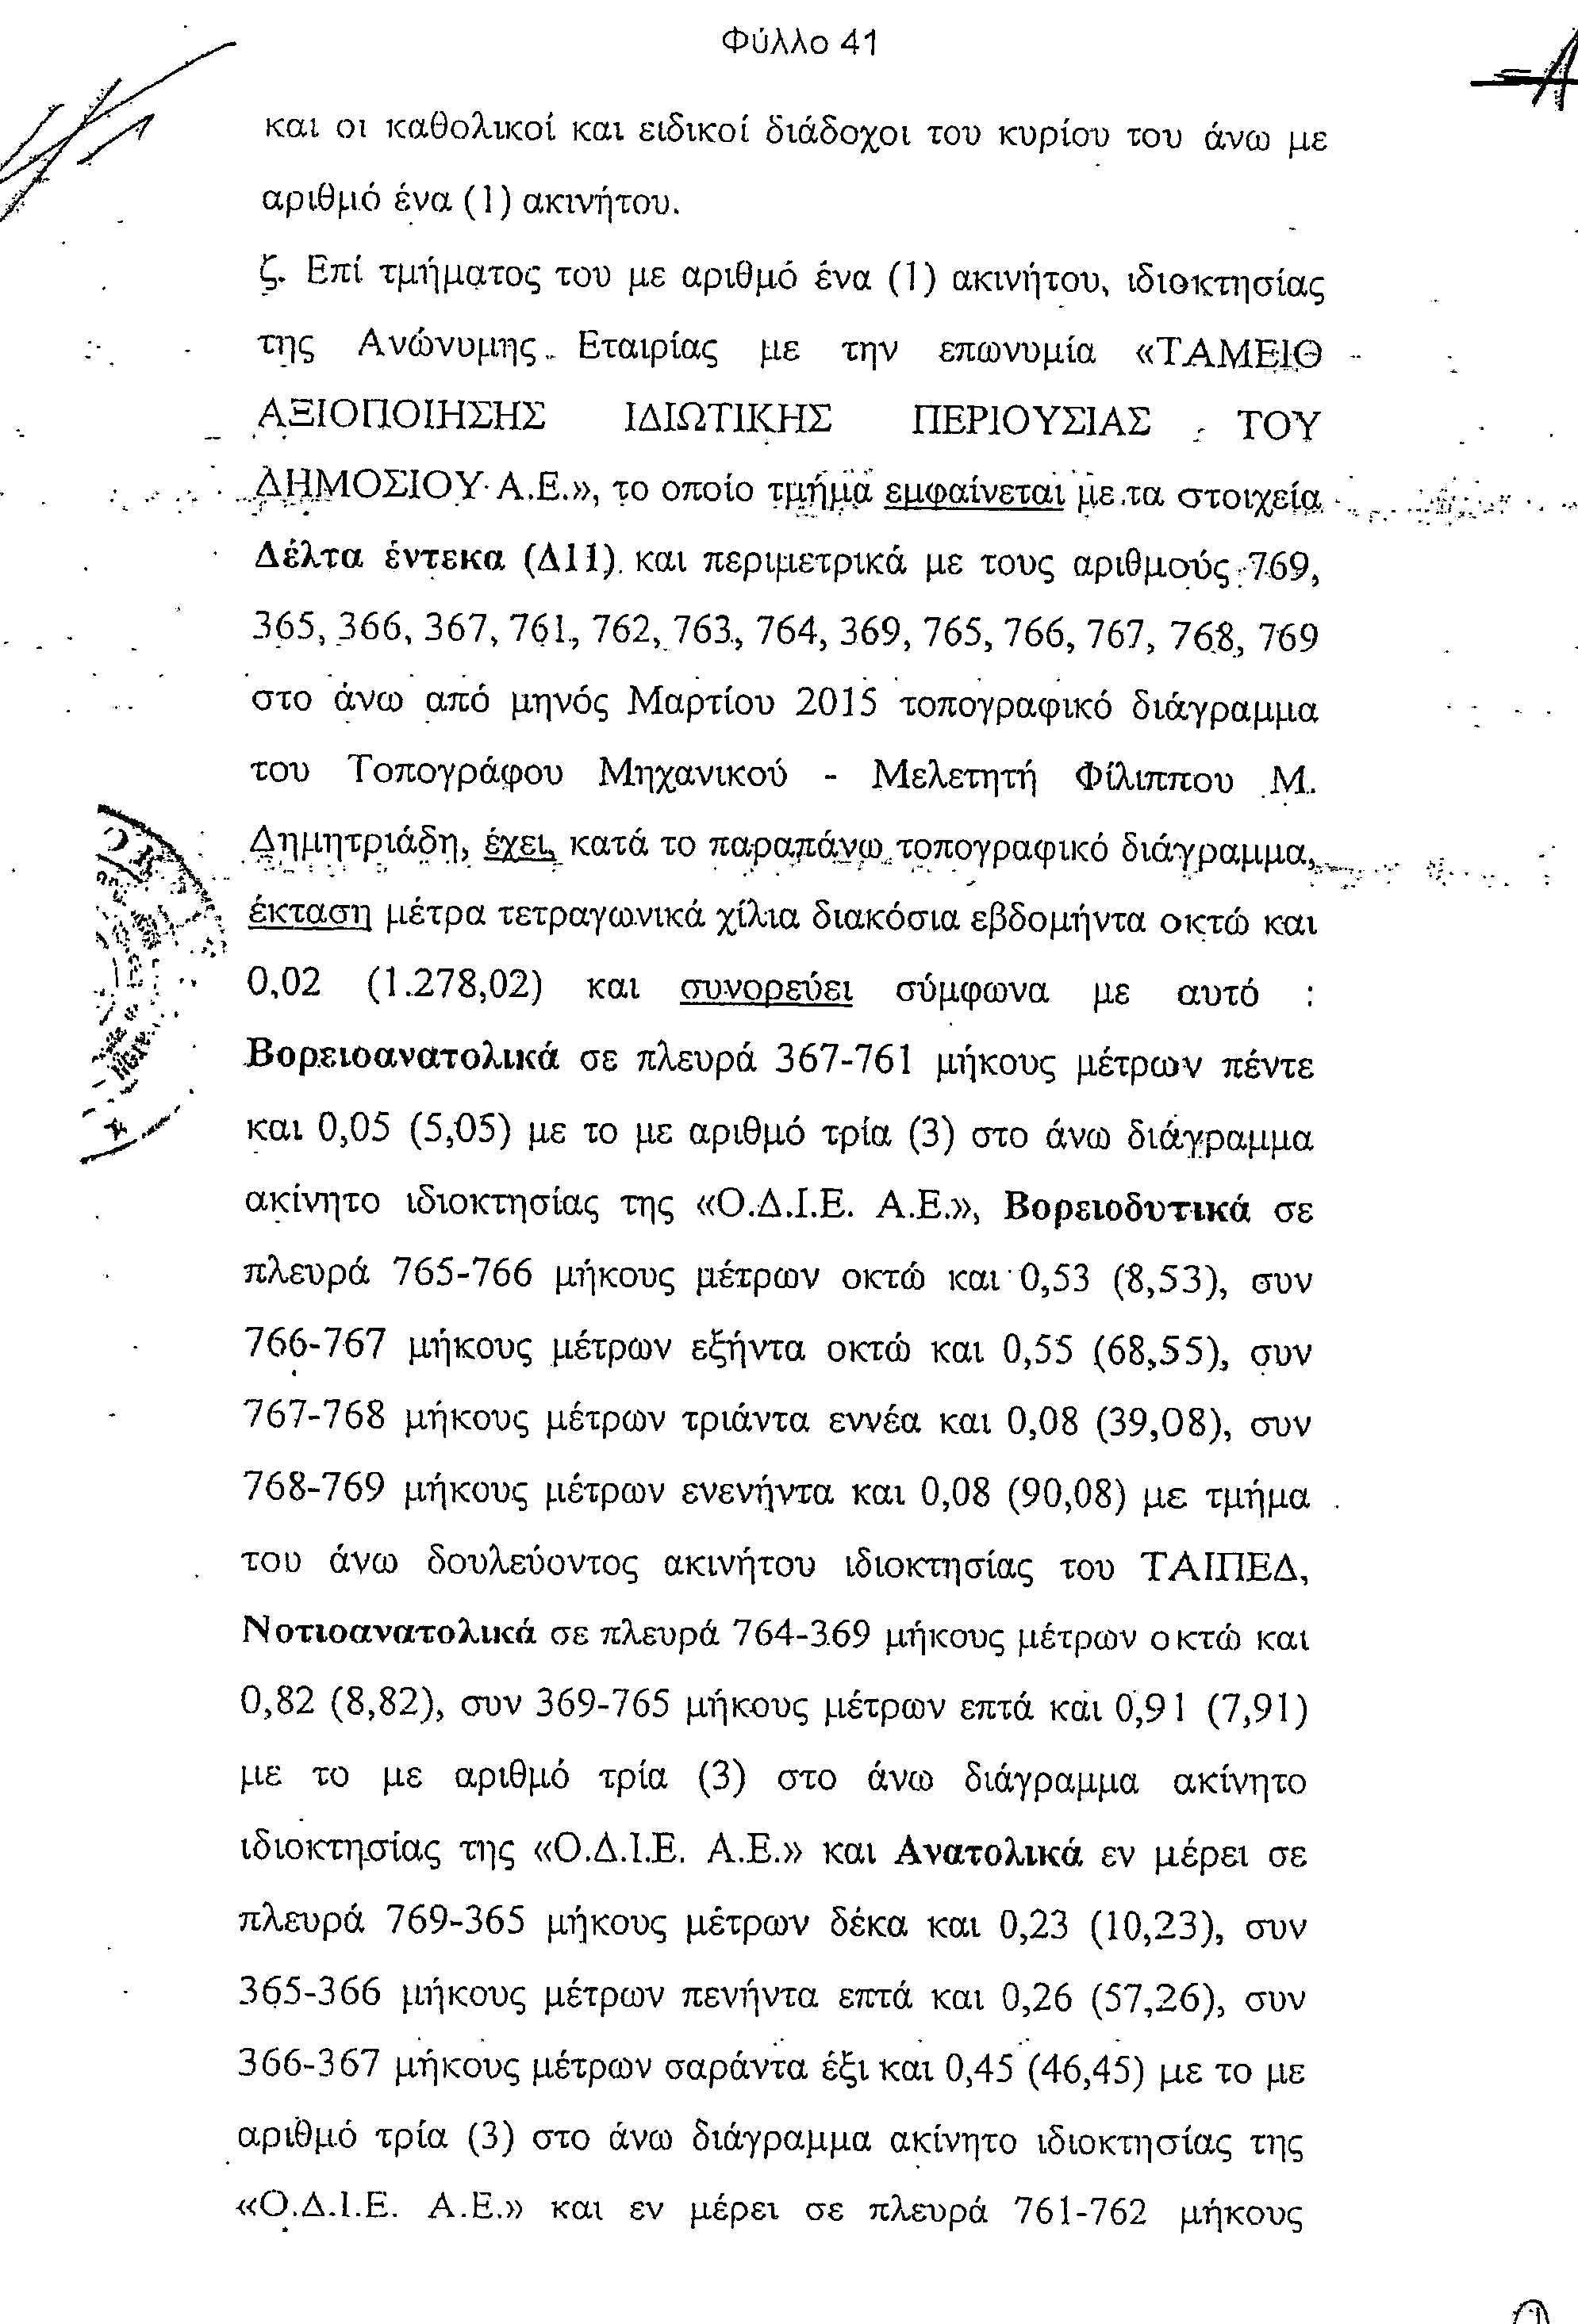 Φύλλο 41
και οι καθολικοί και ειδικοί διάδοχοι του κυρίου του άνω με
αριθμό ένα (1) ακινήτου.
ζ. Επί τμήματος του με αριθμό ένα (1) ακινήτου, ιδιοκτησίας
της Ανώνυμης Εταιρίας με την επωνυμία «ΤΑΜΕΙΟ
ΑΞΙΟΠΟΙΗΣΗΣ ΙΔΙΩΤΙΚΗΣ ΠΕΡΙΟΥΣΙΑΣ ΤΟΥ
ΔΗΜΟΣΙΟΥ Α.Ε.», το οποίο τμήμα εμφαίνεται με τα στοιχεία
Δέλτα έντεκα (Δ11) και περιμετρικά με τους αριθμούς 769,
365, 366, 367, 761, 762, 763, 764, 369, 765, 766, 767, 768, 769
στο άνω από μηνός Μαρτίου 2015 τοπογραφικό διάγραμμα
του Τοπογράφου Μηχανικού - Μελετητή Φίλιππου Μ.
Δημητριάδη, έχει, κατά το παραπάνω τοπογραφικό διάγραμμα,
έκταση μέτρα τετραγωνικά χίλια διακόσια εβδομήντα οκτώ και
0,02 (1.278,02) και συνορεύει σύμφωνα με αυτό :
Βορειοανατολικά σε πλευρά 367-761 μήκους μέτρων πέντε
και 0,05 (5,05) με το με αριθμό τρία (3) στο άνω διάγραμμα
ακίνητο ιδιοκτησίας της «Ο.Δ.Ι.Ε. Α.Ε.», Βορειοδυτικά σε
πλευρά 765-766 μήκους μέτρων οκτώ και 0,53 (8,53), συν
766-767 μήκους μέτρων εξήντα οκτώ και 0,55 (68,55), συν
767-768 μήκους μέτρων τριάντα εννέα και 0,08 (39,08), συν
768-769 μήκους μέτρων ενενήντα και 0,08 (90,08) με τμήμα
του άνω δουλεύοντος ακινήτου ιδιοκτησίας του ΤΑΙΠΕΔ,
Νοτιοανατολικά σε πλευρά 764-369 μήκους μέτρων οκτώ και
0,82 (8,82), συν 369-765 μήκους μέτρων επτά και 0,91 (7,91)
με το με αριθμό τρία (3) στο άνω διάγραμμα ακίνητο
ιδιοκτησίας της «Ο.Δ.Ι.Ε. Α.Ε.» και Ανατολικά εν μέρει σε
πλευρά 769-365 μήκους μέτρων δέκα και 0,23 (10,23), συν
365-366 μήκους μέτρων πενήντα επτά και 0,26 (57,26), συν
366-367 μήκους μέτρων σαράντα έξι και 0,45 (46,45) με το με
αριθμό τρία (3) στο άνω διάγραμμα ακίνητο ιδιοκτησίας της
«Ο.Δ.Ι.Ε. Α.Ε.» και εν μέρει σε πλευρά 761-762 μήκους